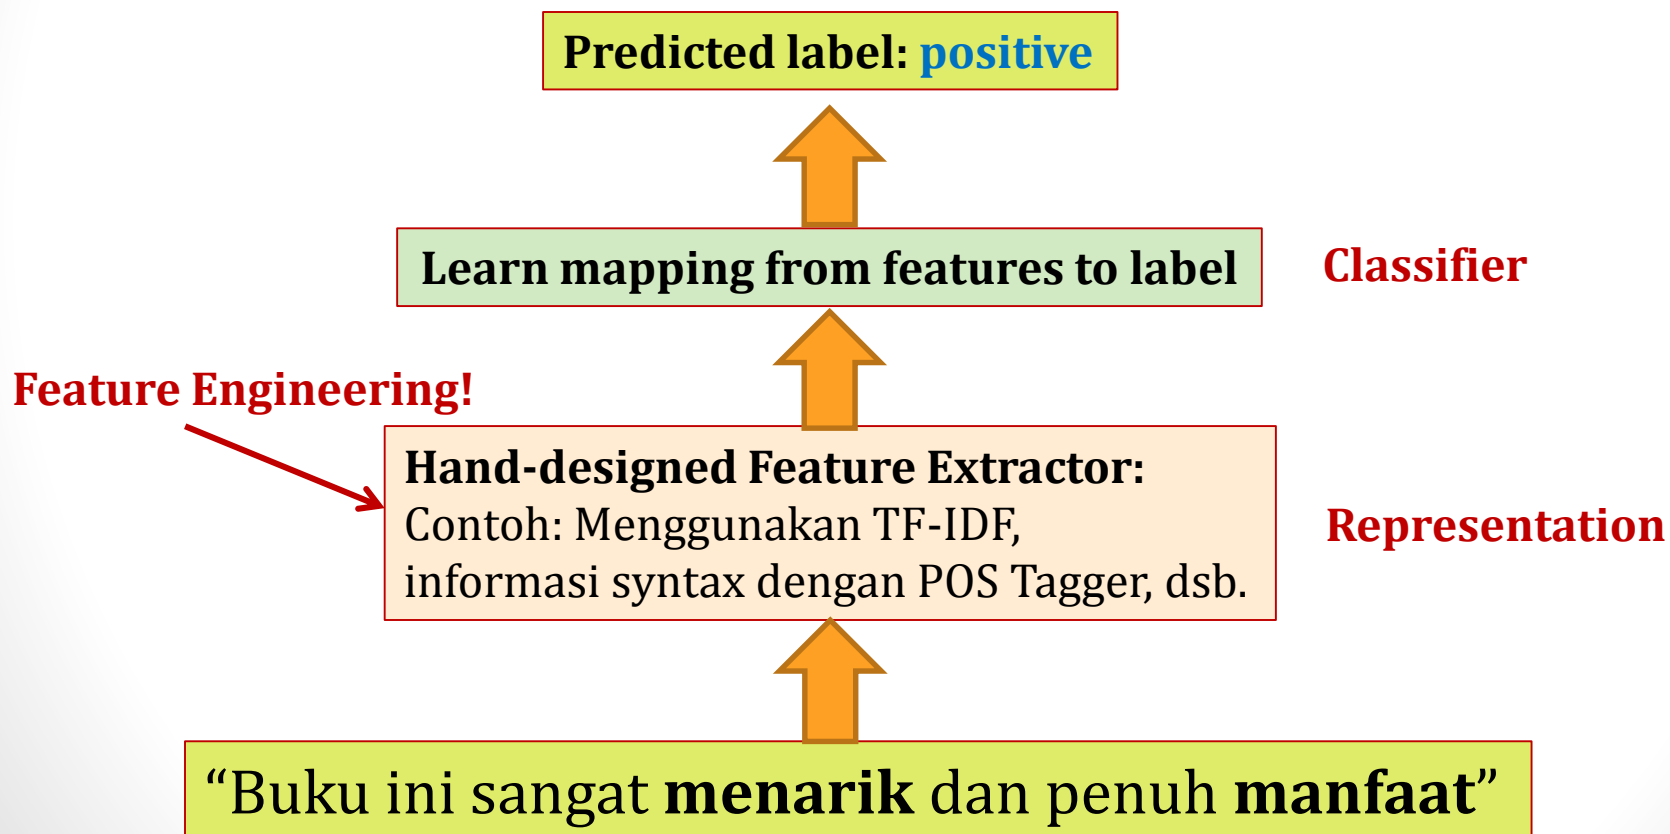 Predicted label: positive
Learn mapping from features to label
Classifier
Feature Engineering!
Hand-designed Feature Extractor:
Contoh: Menggunakan TF-IDF,
informasi syntax dengan POS Tagger, dsb.
Representation
“Buku ini sangat menarik dan penuh manfaat”